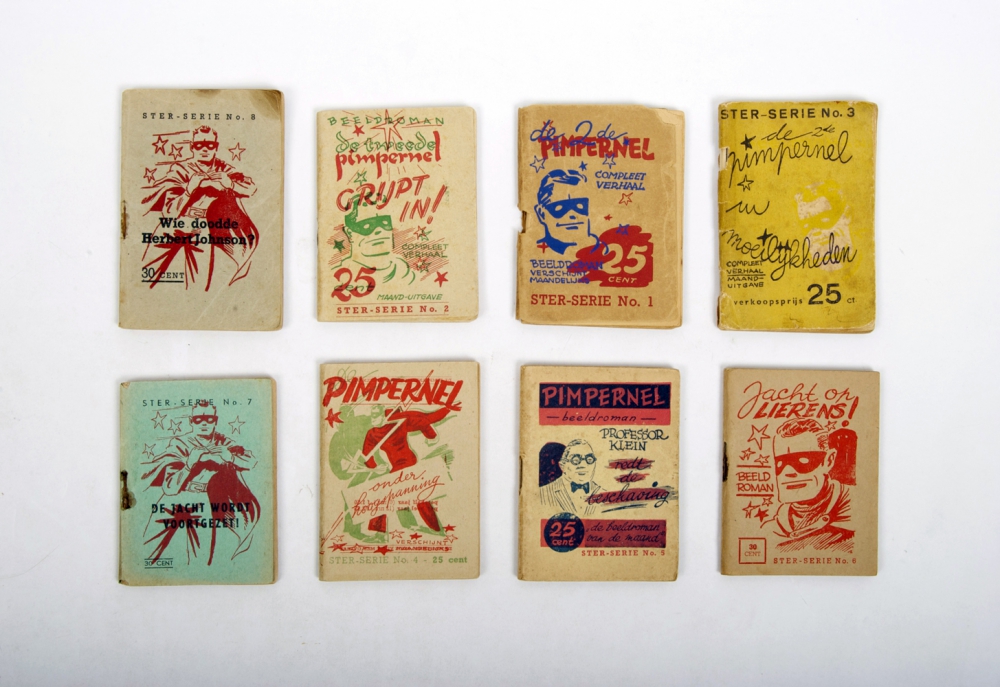 STER-SERIE No. 8
Wie doodde
Herbert Johnson?
30 CENT
BEELDROMAN
de tweede
pimpernel
GRIJPT
IN!
COMPLEET
VERHAAL
25
cent
MAAND-UITGAVE
STER-SERIE No. 2
de 2de
PIMPERNEL
COMPLEET
VERHAAL
25
CENT
BEELDROMAN
VERSCHIJNT
MAANDELIJKS
STER-SERIE No. 1
STER-SERIE No. 3
de 2de
pimpernel
in
moeilijkheden
COMPLEET
VERHAAL
MAAND-
UITGAVE
verkoopsprijs 25 ct
STER-SERIE No. 7
DE JACHT WORDT
VOORTGEZET!
30 CENT
PIMPERNEL
onder
hoogspanning
VERSCHIJNT
MAANDELIJKS!
STER-SERIE No. 4 - 25 cent
PIMPERNEL
beeldroman
PROFESSOR
KLEIN
redt
de
beschaving
25
cent
de beeldroman
van de maand
STER-SERIE No. 5
Jacht op
LIERENS!
BEELD
ROMAN
30
CENT
STER-SERIE No. 6